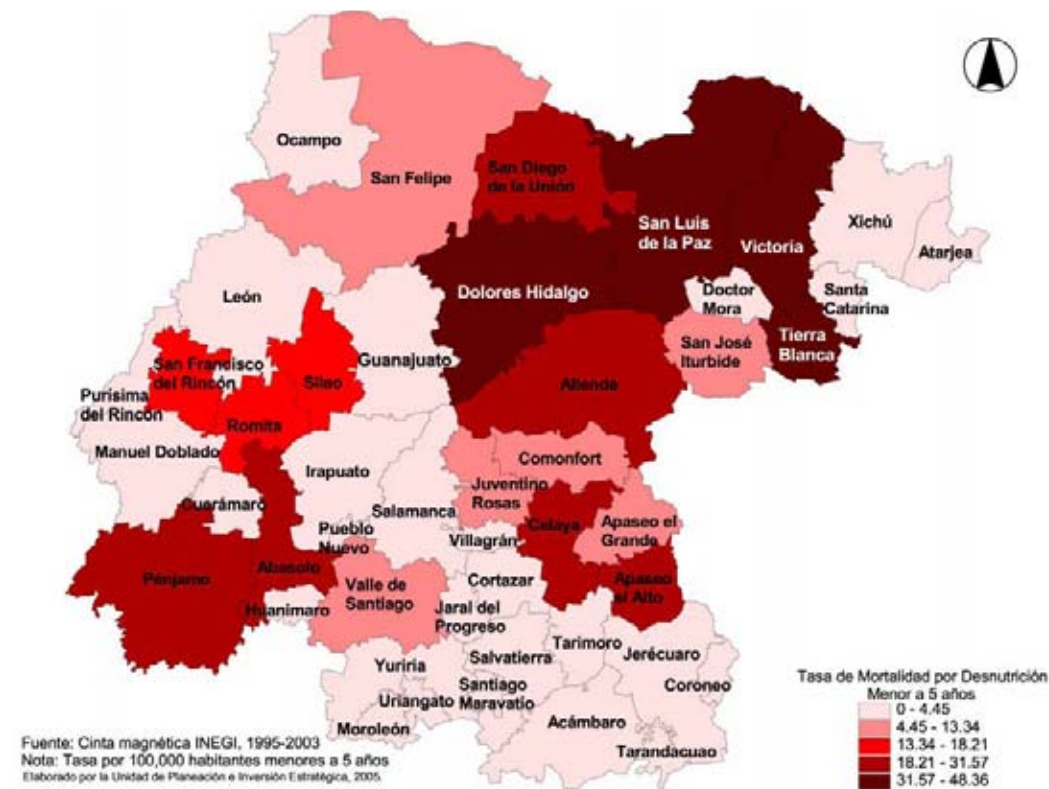 Ocampo
San Felipe
San Diego
de la Unión
San Luis
de la Paz
Victoria
Xichú
Atarjea
León
Dolores Hidalgo
Doctor
Mora
Santa
Catarina
San Francisco
del Rincón
Silao
Guanajuato
San José
Iturbide
Tierra
Blanca
Allende
Purísima
del Rincón
Romita
Manuel Doblado
Irapuato
Comonfort
Juventino
Rosas
Cuarámaro
Salamanca
Pueblo
Nuevo
Villagrán
Celaya
Apaseo el
Grande
Pénjamo
Abasolo
Valle de
Santiago
Cortazar
Apaseo
el Alto
Huanimaro
Jaral del
Progreso
Tarimoro
Jerécuaro
Yuriria
Salvatierra
Coroneo
Uriangato
Santiago
Maravatio
Moroleón
Acámbaro
Tarandacuao
Tasa de Mortalidad por Desnutrición
Menor a 5 años
0 - 4.45
4.45 - 13.34
13.34 - 18.21
18.21 - 31.57
31.57 - 48.36
Fuente: Cinta magnética INEGI, 1995-2003
Nota: Tasa por 100,000 habitantes menores a 5 años
Elaborado por la Unidad de Planeación e Inversión Estratégica, 2005.